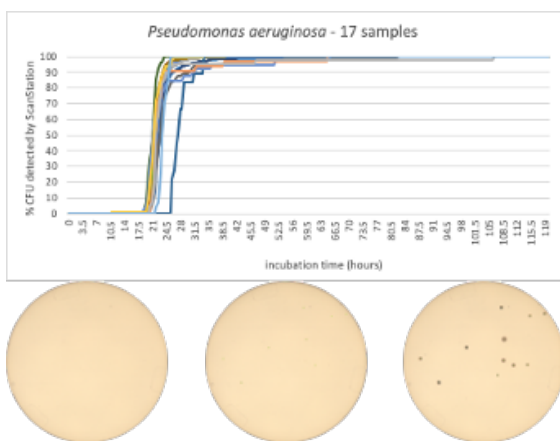 Pseudomonas aeruginosa - 17 samples
% CFU detected by ScanStation
100
90
80
70
60
50
40
30
20
10
0
0 3.5 7 10.5 14 17.5 21 24.5 28 31.5 35 38.5 42 45.5 49 52.5 56 59.5 63 66.5 70 73.5 77 80.5 84 87.5 91 94.5 98 101.5 105 108.5 112 115.5 119
incubation time (hours)